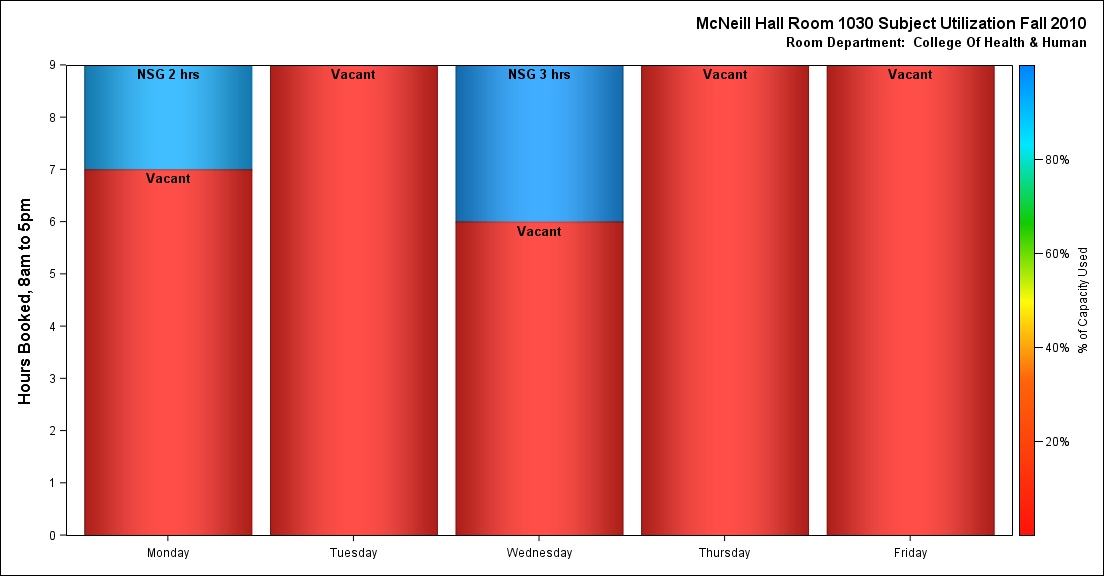 McNeill Hall Room 1030 Subject Utilization Fall 2010
Room Department:  College Of Health & Human
Hours Booked, 8am to 5pm
9
8
7
6
5
4
3
2
1
0
NSG 2 hrs
Vacant
Vacant
NSG 3 hrs
Vacant
Vacant
Vacant
Monday
Tuesday
Wednesday
Thursday
Friday
80%
60%
40%
20%
% of Capacity Used